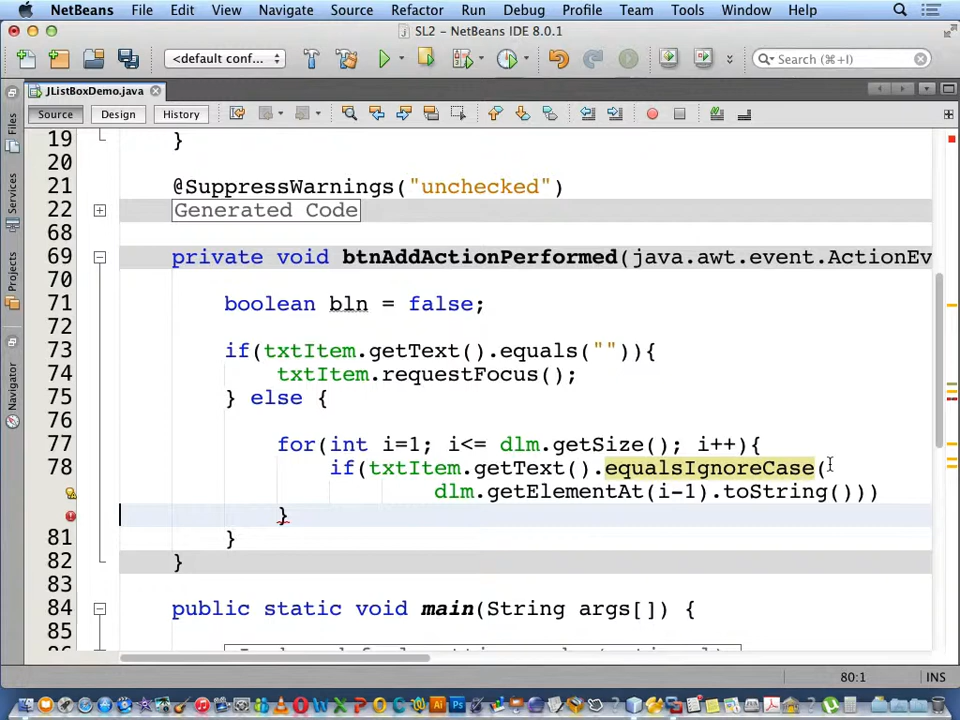 NetBeans File Edit View Navigate Source Refactor Run Debug Profile Team Tools Window Help
SL2 - NetBeans IDE 8.0.1
<default conf... Search (⌘+I)
JListBoxDemo.java
Source Design History
Files
Services
Projects
Navigator
19 }
20
21 @SuppressWarnings("unchecked")
22 Generated Code
68
69 private void btnAddActionPerformed(java.awt.event.ActionEv
70
71 boolean bln = false;
72
73 if(txtItem.getText().equals("")){
74 txtItem.requestFocus();
75 } else {
76
77 for(int i=1; i<= dlm.getSize(); i++){
78 if(txtItem.getText().equalsIgnoreCase(
dlm.getElementAt(i-1).toString()))
}
81 }
82 }
83
84 public static void main(String args[]) {
85
80:1 INS